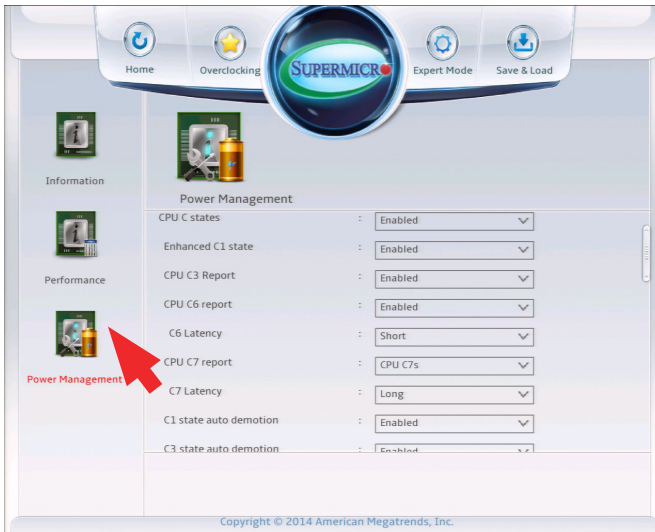 Home
Overclocking
SUPERMICR
Expert Mode
Save & Load
Information
Performance
Power Management
Power Management
CPU C states : Enabled
Enhanced C1 state : Enabled
CPU C3 Report : Enabled
CPU C6 report : Enabled
C6 Latency : Short
CPU C7 report : CPU C7s
C7 Latency : Long
C1 state auto demotion : Enabled
C3 state auto demotion : Enabled
Copyright © 2014 American Megatrends, Inc.